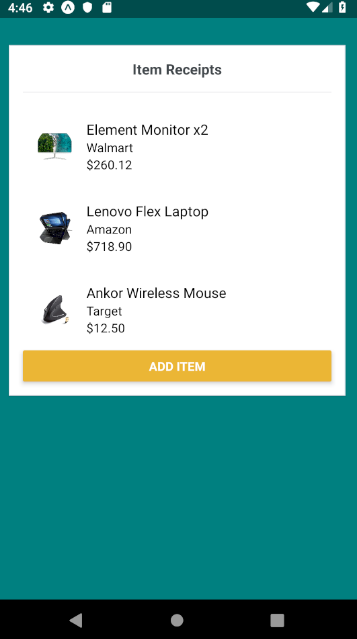 4:46
Item Receipts
Element Monitor x2
Walmart
$260.12
Lenovo Flex Laptop
Amazon
$718.90
Ankor Wireless Mouse
Target
$12.50
ADD ITEM